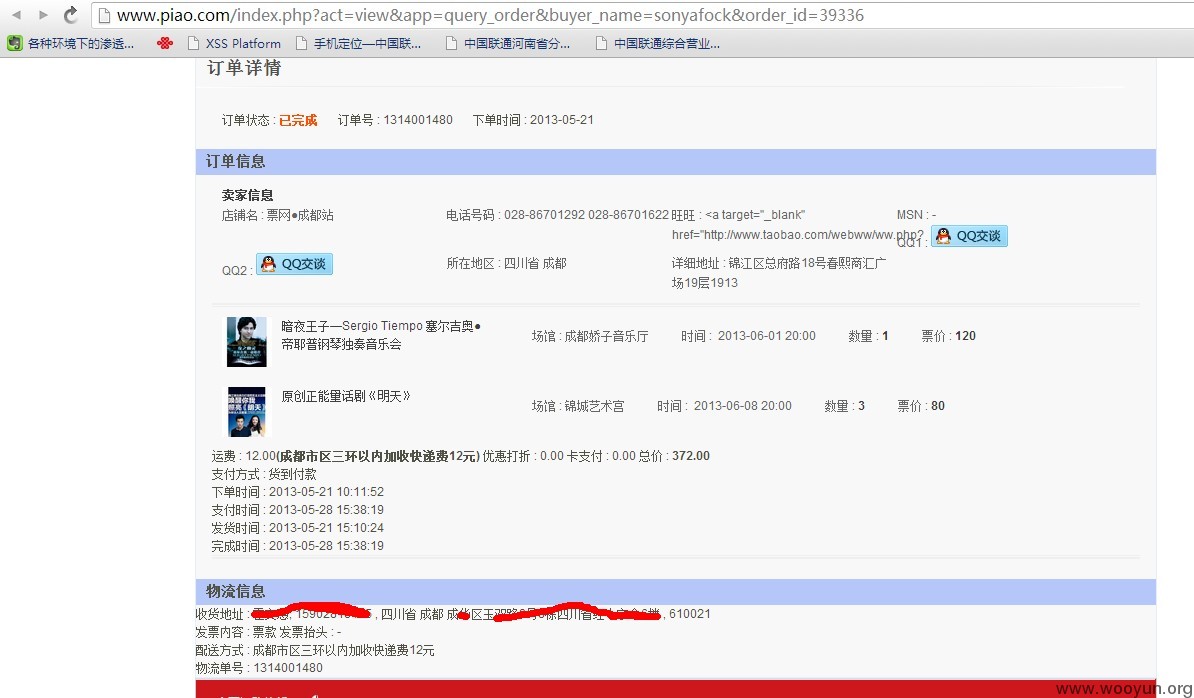 www.piao.com/index.php?act=view&app=query_order&buyer_name=sonyafock&order_id=39336
各种环境下的渗透... XSS Platform 手机定位—中国联... 中国联通河南省分... 中国联通综合营业...
订单详情
订单状态 : 已完成 订单号 : 1314001480 下单时间 : 2013-05-21
订单信息
卖家信息
店铺名 : 票网●成都站 电话号码 : 028-86701292 028-86701622 旺旺 : <a target="_blank" MSN : -
href="http://www.taobao.com/webww/ww.php? QQ1 : QQ交谈
QQ2 : QQ交谈 所在地区 : 四川省 成都 详细地址 : 锦江区总府路18号春熙商汇广
场19层1913
暗夜王子—Sergio Tiempo 塞尔吉奥●
帝耶普钢琴独奏音乐会
场馆 : 成都娇子音乐厅 时间 : 2013-06-01 20:00 数量 : 1 票价 : 120
原创正能量话剧《明天》
场馆 : 锦城艺术宫 时间 : 2013-06-08 20:00 数量 : 3 票价 : 80
运费 : 12.00(成都市区三环以内加收快递费12元) 优惠打折 : 0.00 卡支付 : 0.00 总价 : 372.00
支付方式 : 货到付款
下单时间 : 2013-05-21 10:11:52
支付时间 : 2013-05-28 15:38:19
发货时间 : 2013-05-21 15:10:24
完成时间 : 2013-05-28 15:38:19
物流信息
收货地址 : , 四川省 成都 成 区玉 , 610021
发票内容 : 票款 发票抬头 : -
配送方式 : 成都市区三环以内加收快递费12元
物流单号 : 1314001480
www.wooyun.org